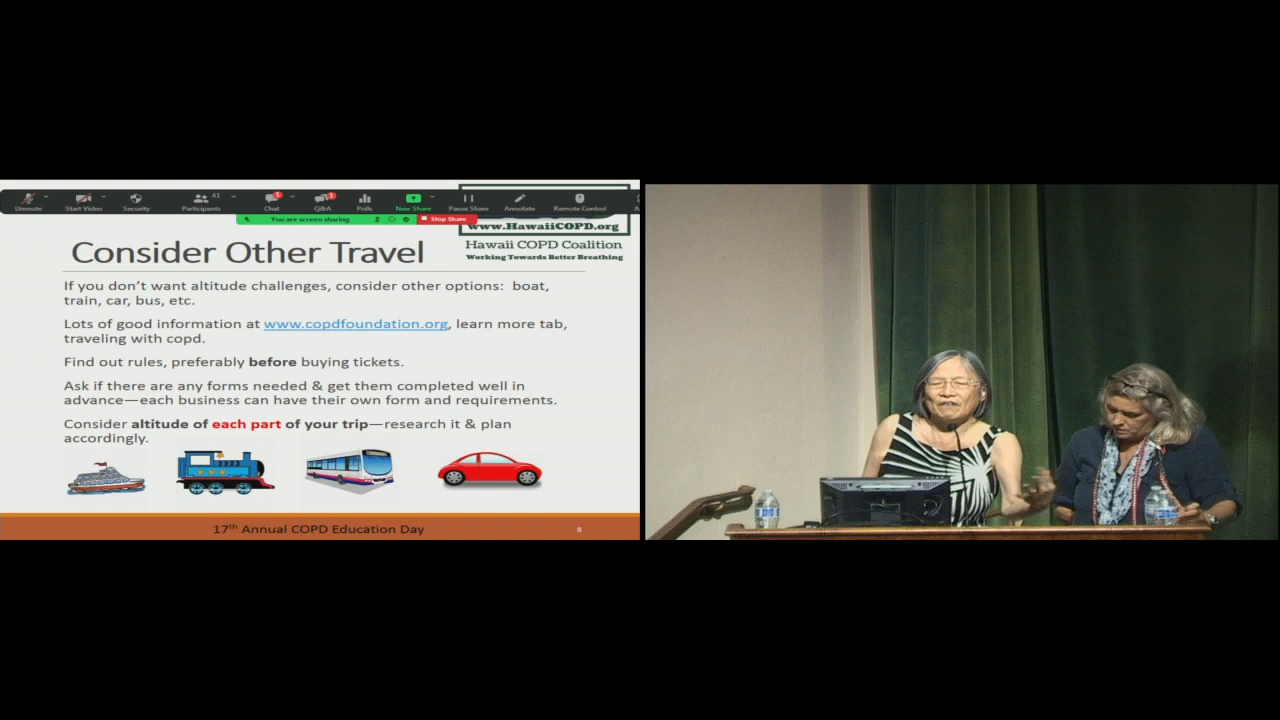 Unmute
Start Video
Security
Participants
43
Chat
1
Q&A
1
Polls
New Share
Pause Share
Annotate
Remote Control
You are screen sharing
Stop Share
www.HawaiiCOPD.org
Hawaii COPD Coalition
Working Towards Better Breathing
Consider Other Travel
If you don’t want altitude challenges, consider other options:  boat,
train, car, bus, etc.
Lots of good information at www.copdfoundation.org, learn more tab,
traveling with copd.
Find out rules, preferably before buying tickets.
Ask if there are any forms needed & get them completed well in
advance—each business can have their own form and requirements.
Consider altitude of each part of your trip—research it & plan
accordingly.
17th Annual COPD Education Day
8